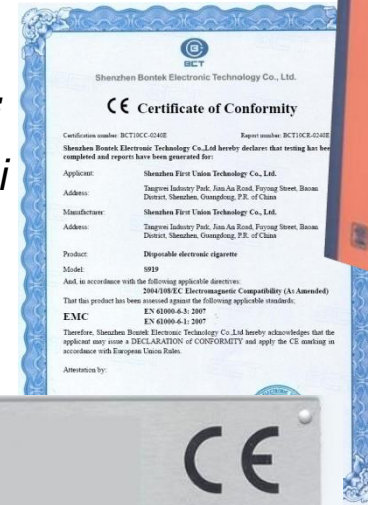 BCT
Shenzhen Bontek Electronic Technology Co., Ltd.
CE Certificate of Conformity
Certification number: BCT10CC-0240E Report number: BCT10CR-0240E
Shenzhen Bontek Electronic Technology Co.,Ltd hereby declares that testing has been
completed and reports have been generated for:
Applicant: Shenzhen First Union Technology Co., Ltd.
Address: Tangwei Industry Park, Jian An Road, Fuyong Street, Baoan
District, Shenzhen, Guangdong, P.R. of China
Manufacturer: Shenzhen First Union Technology Co., Ltd.
Address: Tangwei Industry Park, Jian An Road, Fuyong Street, Baoan
District, Shenzhen, Guangdong, P.R. of China
Product: Disposable electronic cigarette
Model: S919
And, in accordance with the following applicable directives:
2004/108/EC Electromagnetic Compatibility (As Amended)
That this product has been assessed against the following applicable standards;
EMC EN 61000-6-3: 2007
EN 61000-6-1: 2007
Therefore, Shenzhen Bontek Electronic Technology Co.,Ltd hereby acknowledges that the
applicant may issue a DECLARATION of CONFORMITY and apply the CE marking in
accordance with European Union Rules.
Attestation by:
CE